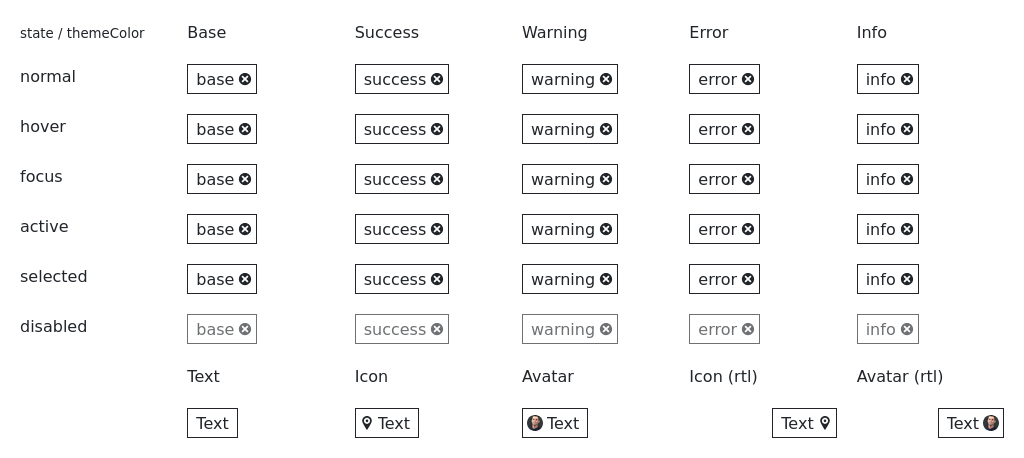 state / themeColor Base Success Warning Error Info
normal base success warning error info
hover base success warning error info
focus base success warning error info
active base success warning error info
selected base success warning error info
disabled base success warning error info
Text Icon Avatar Icon (rtl) Avatar (rtl)
Text Text Text Text Text